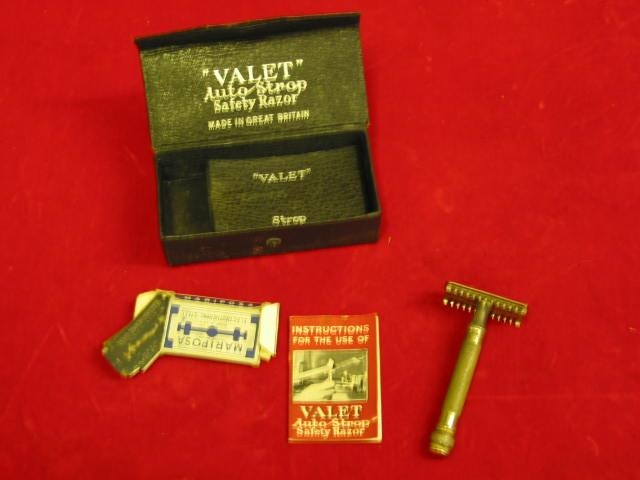 "VALET"
Auto Strop
Safety Razor
MADE IN GREAT BRITAIN
"VALET"
Strop
MARIPOSA
MARIPOSA
INSTRUCTIONS
FOR THE USE OF
VALET
Auto Strop
Safety Razor